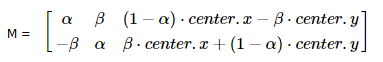 M = [ α β (1 − α) · center.x − β · center.y ]
[ −β α β · center.x + (1 − α) · center.y ]